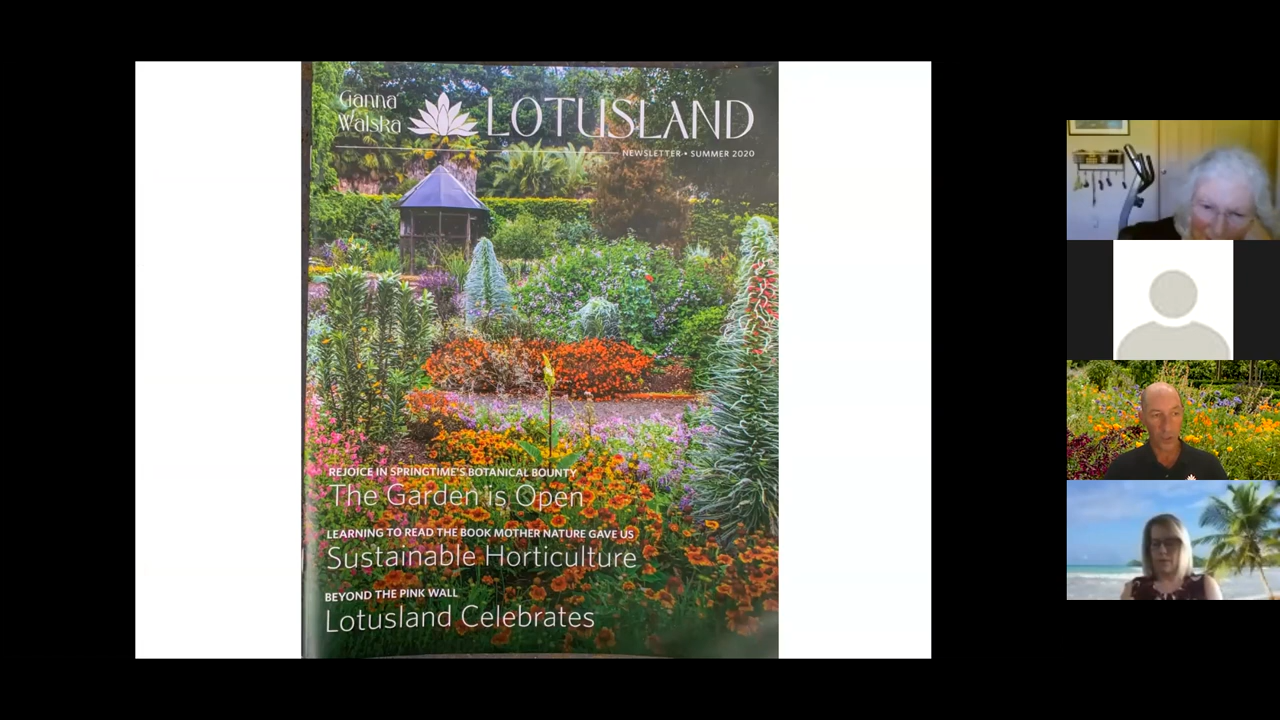 Ganna
Walska
LOTUSLAND
NEWSLETTER • SUMMER 2020
REJOICE IN SPRINGTIME'S BOTANICAL BOUNTY
The Garden is Open
LEARNING TO READ THE BOOK MOTHER NATURE GAVE US
Sustainable Horticulture
BEYOND THE PINK WALL
Lotusland Celebrates